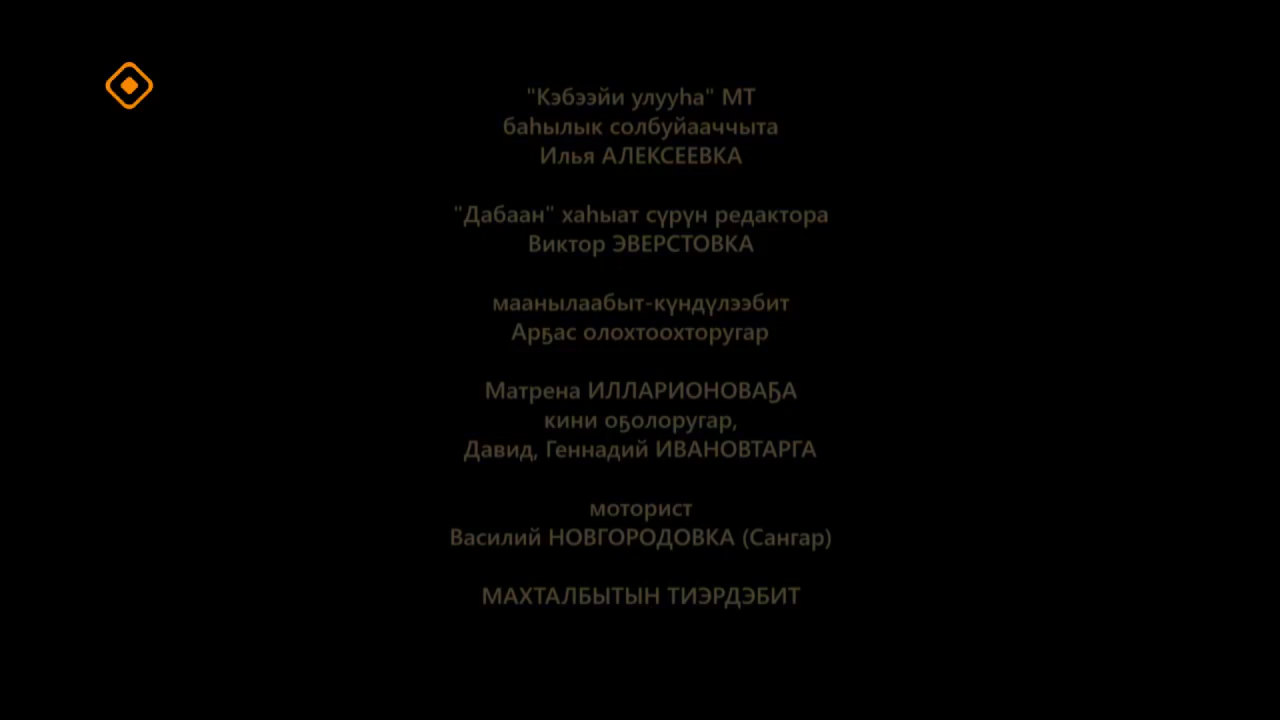 "Кэбээйи улууһа" МТ
баһылык солбуйааччыта
Илья АЛЕКСЕЕВКА
"Дабаан" хаһыат сүрүн редактора
Виктор ЭВЕРСТОВКА
маанылаабыт-күндүлээбит
Арҕас олохтоохторугар
Матрена ИЛЛАРИОНОВАҔА
кини оҕолоругар,
Давид, Геннадий ИВАНОВТАРГА
моторист
Василий НОВГОРОДОВКА (Сангар)
МАХТАЛБЫТЫН ТИЭРДЭБИТ